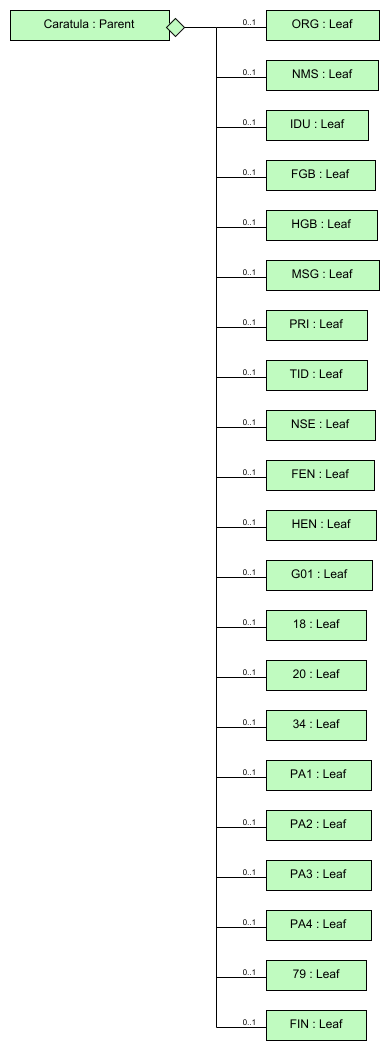 Caratula : Parent
0..1 ORG : Leaf
0..1 NMS : Leaf
0..1 IDU : Leaf
0..1 FGB : Leaf
0..1 HGB : Leaf
0..1 MSG : Leaf
0..1 PRI : Leaf
0..1 TID : Leaf
0..1 NSE : Leaf
0..1 FEN : Leaf
0..1 HEN : Leaf
0..1 G01 : Leaf
0..1 18 : Leaf
0..1 20 : Leaf
0..1 34 : Leaf
0..1 PA1 : Leaf
0..1 PA2 : Leaf
0..1 PA3 : Leaf
0..1 PA4 : Leaf
0..1 79 : Leaf
0..1 FIN : Leaf